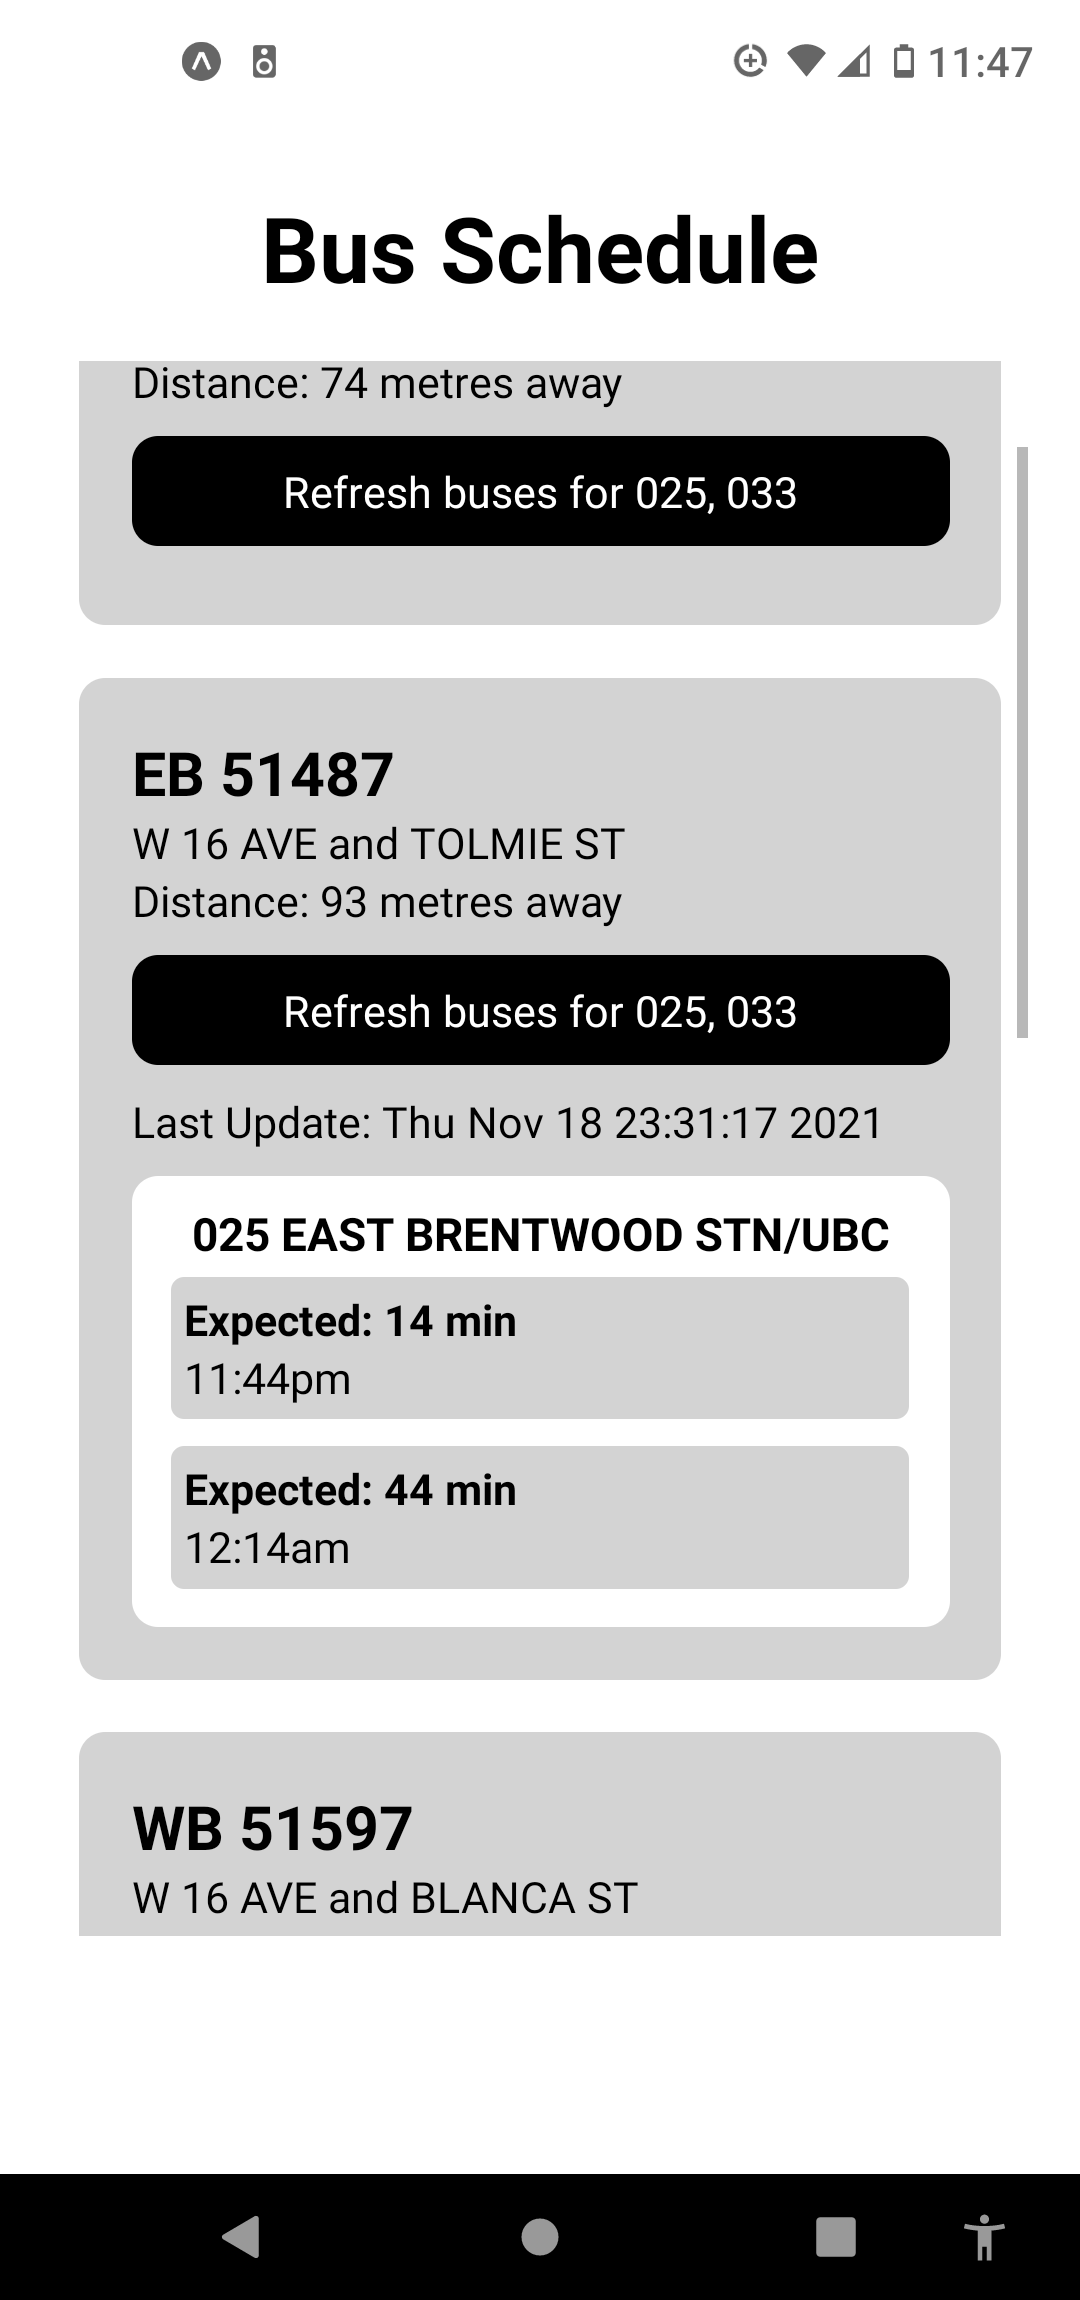 11:47
Bus Schedule
Distance: 74 metres away
Refresh buses for 025, 033
EB 51487
W 16 AVE and TOLMIE ST
Distance: 93 metres away
Refresh buses for 025, 033
Last Update: Thu Nov 18 23:31:17 2021
025 EAST BRENTWOOD STN/UBC
Expected: 14 min
11:44pm
Expected: 44 min
12:14am
WB 51597
W 16 AVE and BLANCA ST